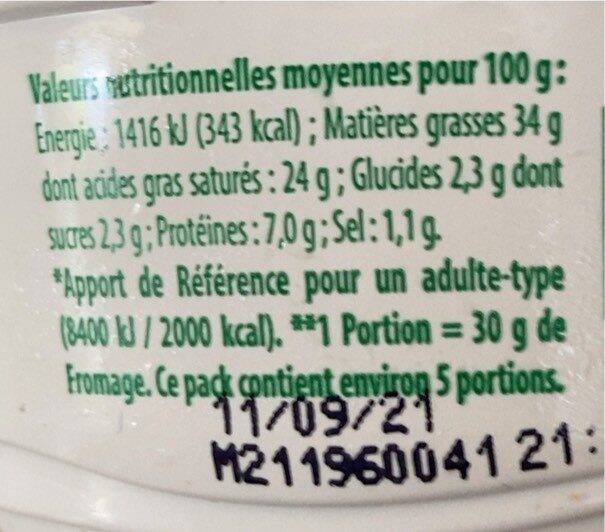 Valeurs nutritionnelles moyennes pour 100 g :
Énergie : 1416 kJ (343 kcal) ; Matières grasses 34 g
dont acides gras saturés : 24 g ; Glucides 2,3 g dont
sucres 2,3 g ; Protéines : 7,0 g ; Sel : 1,1 g.
*Apport de Référence pour un adulte-type
(8400 kJ / 2000 kcal). **1 Portion = 30 g de
Fromage. Ce pack contient environ 5 portions.
11/09/21
M211960041 21: